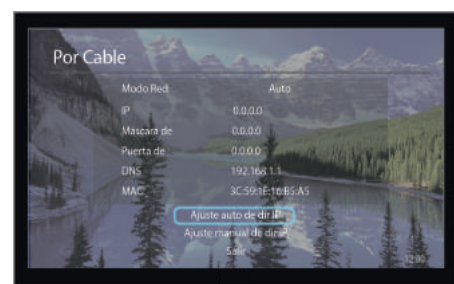 Por Cable
Modo Red Auto
IP 0.0.0.0
Máscara de 0.0.0.0
Puerta de 0.0.0.0
DNS 192.168.1.1
MAC 3C:59:1E:16:B5:A5
Ajuste auto de dir IP
Ajuste manual de dir IP
Salir
12:00